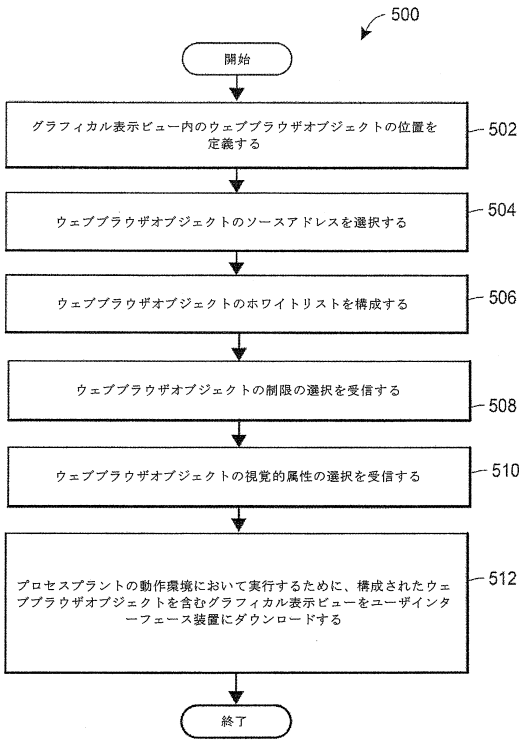 500
開始
グラフィカル表示ビュー内のウェブブラウザオブジェクトの位置を
定義する
502
ウェブブラウザオブジェクトのソースアドレスを選択する
504
ウェブブラウザオブジェクトのホワイトリストを構成する
506
ウェブブラウザオブジェクトの制限の選択を受信する
508
ウェブブラウザオブジェクトの視覚的属性の選択を受信する
510
プロセスプラントの動作環境において実行するために、構成されたウェ
ブブラウザオブジェクトを含むグラフィカル表示ビューをユーザインタ
ーフェース装置にダウンロードする
512
終了